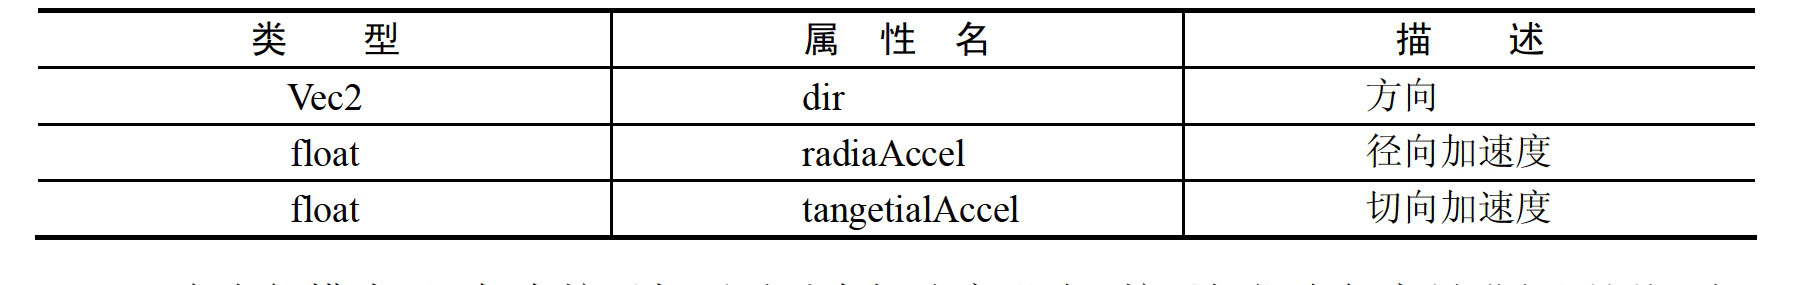 类 型 属 性 名 描 述
Vec2 dir 方向
float radiaAccel 径向加速度
float tangetialAccel 切向加速度